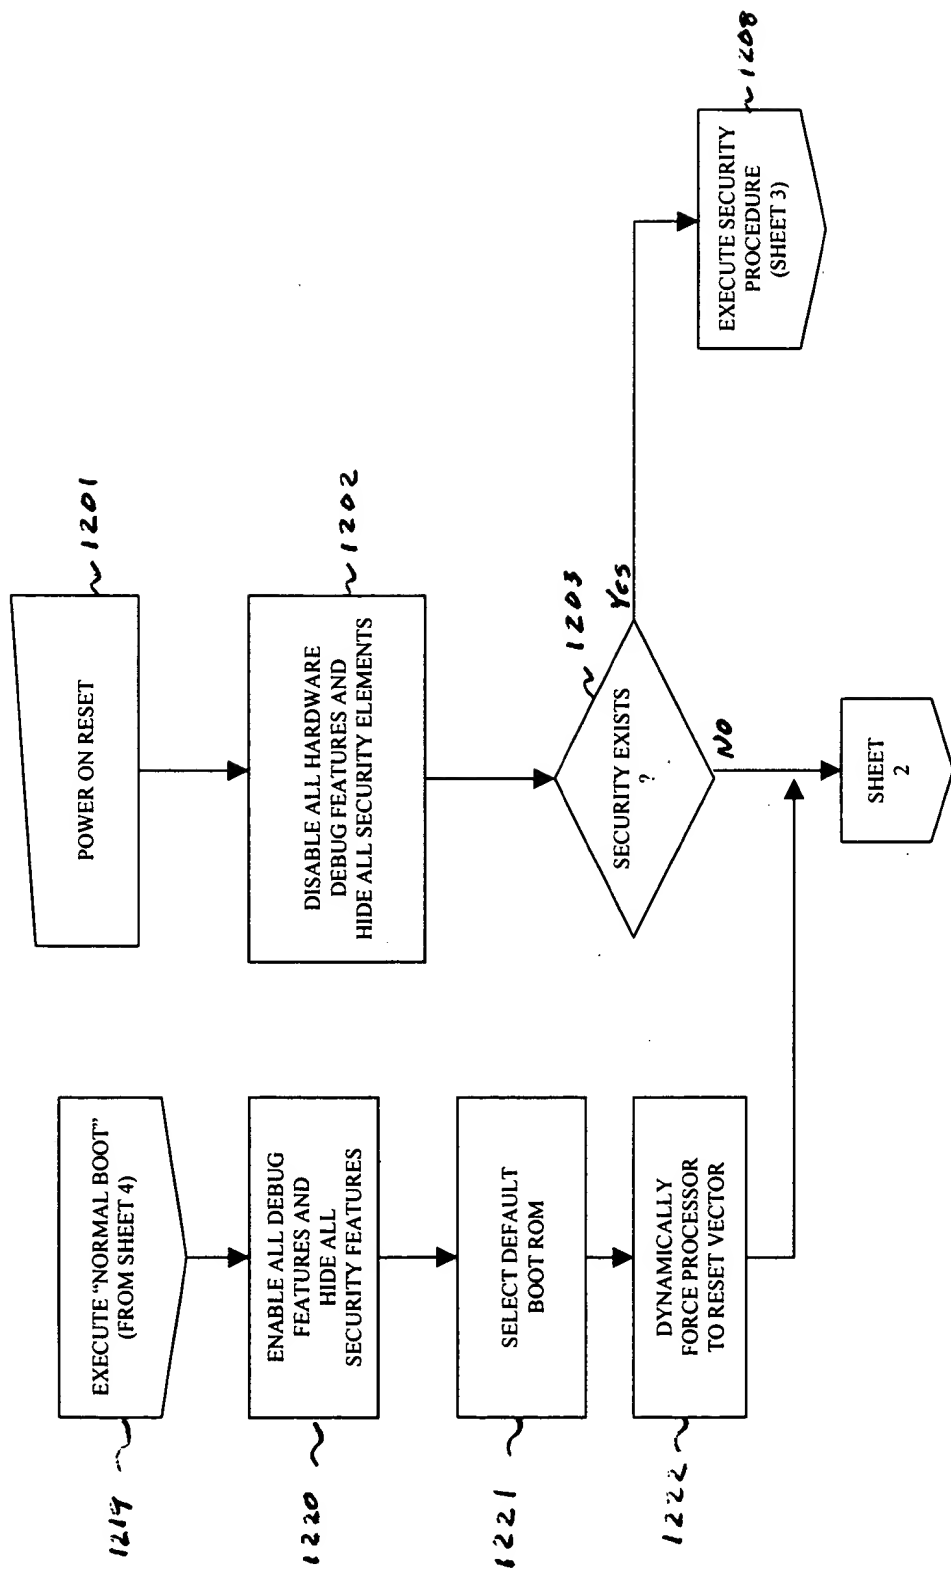 POWER ON RESET
1201
DISABLE ALL HARDWARE
DEBUG FEATURES AND
HIDE ALL SECURITY ELEMENTS
1202
SECURITY EXISTS
?
1203
YES
NO
EXECUTE SECURITY
PROCEDURE
(SHEET 3)
1208
SHEET
2
EXECUTE "NORMAL BOOT"
(FROM SHEET 4)
1219
ENABLE ALL DEBUG
FEATURES AND
HIDE ALL
SECURITY FEATURES
1220
SELECT DEFAULT
BOOT ROM
1221
DYNAMICALLY
FORCE PROCESSOR
TO RESET VECTOR
1222